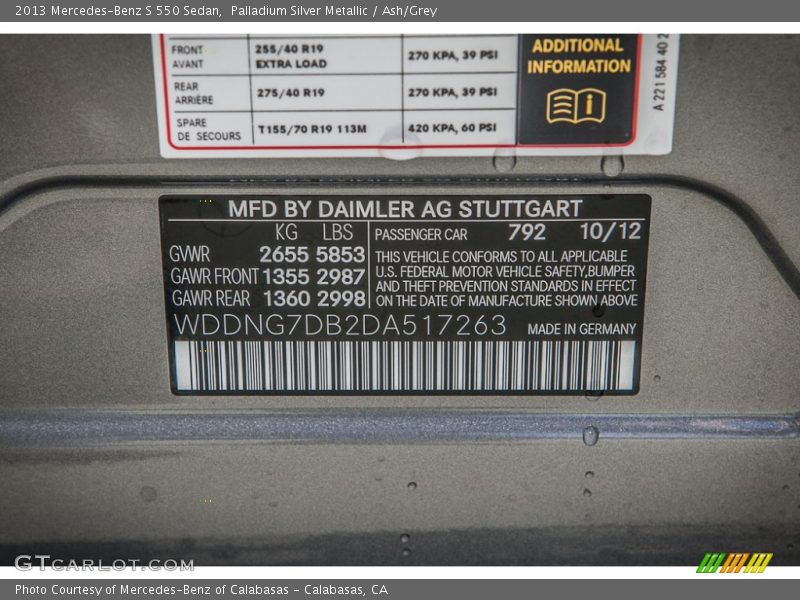 2013 Mercedes-Benz S 550 Sedan,  Palladium Silver Metallic / Ash/Grey
FRONT
AVANT
255/40 R19
EXTRA LOAD
270 KPA, 39 PSI
REAR
ARRIÈRE
275/40 R19
270 KPA, 39 PSI
SPARE
DE SECOURS
T155/70 R19 113M
420 KPA, 60 PSI
ADDITIONAL
INFORMATION
A 221 584 40 2
MFD BY DAIMLER AG STUTTGART
KG LBS
GWR 2655 5853
GAWR FRONT 1355 2987
GAWR REAR 1360 2998
PASSENGER CAR 792 10/12
THIS VEHICLE CONFORMS TO ALL APPLICABLE
U.S. FEDERAL MOTOR VEHICLE SAFETY,BUMPER
AND THEFT PREVENTION STANDARDS IN EFFECT
ON THE DATE OF MANUFACTURE SHOWN ABOVE
WDDNG7DB2DA517263
MADE IN GERMANY
GTCARLOT.COM
Photo Courtesy of Mercedes-Benz of Calabasas - Calabasas, CA